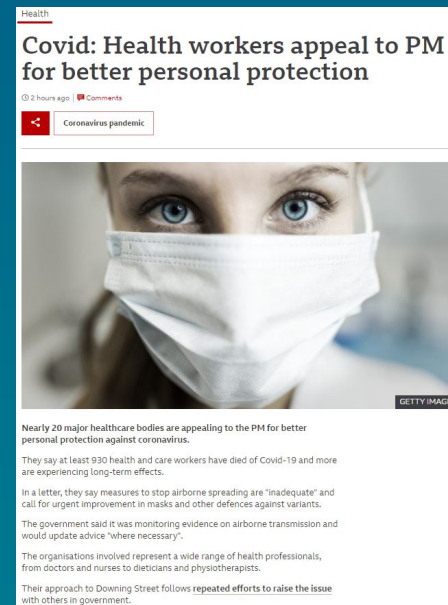 Health
Covid: Health workers appeal to PM
for better personal protection
2 hours ago | Comments
Coronavirus pandemic
GETTY IMAG
Nearly 20 major healthcare bodies are appealing to the PM for better
personal protection against coronavirus.
They say at least 930 health and care workers have died of Covid-19 and more
are experiencing long-term effects.
In a letter, they say measures to stop airborne spreading are "inadequate" and
call for urgent improvement in masks and other defences against variants.
The government said it was monitoring evidence on airborne transmission and
would update advice "where necessary".
The organisations involved represent a wide range of health professionals,
from doctors and nurses to dieticians and physiotherapists.
Their approach to Downing Street follows repeated efforts to raise the issue
with others in government.